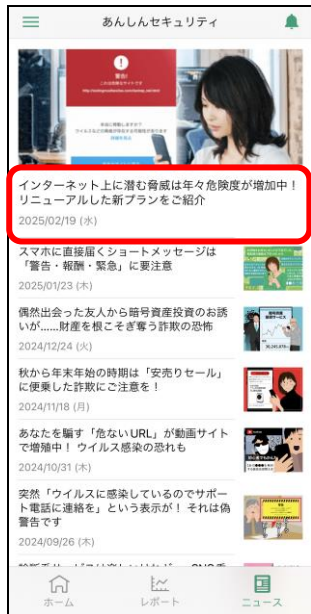 あんしんセキュリティ
警告!
これは危険なサイトです
インターネット上に潜む脅威は年々危険度が増加中！
リニューアルした新プランをご紹介
2025/02/19 (水)
スマホに直接届くショートメッセージは
「警告・報酬・緊急」に要注意
2025/01/23 (木)
偶然出会った友人から暗号資産投資のお誘
いが......財産を根こそぎ奪う詐欺の恐怖
2024/12/24 (火)
秋から年末年始の時期は「安売りセール」
に便乗した詐欺にご注意を！
2024/11/18 (月)
あなたを騙す「危ないURL」が動画サイト
で増殖中！ ウイルス感染の恐れも
2024/10/31 (木)
突然「ウイルスに感染しているのでサポー
ト電話に連絡を」という表示が！ それは偽
警告です
2024/09/26 (木)
ホーム
レポート
ニュース